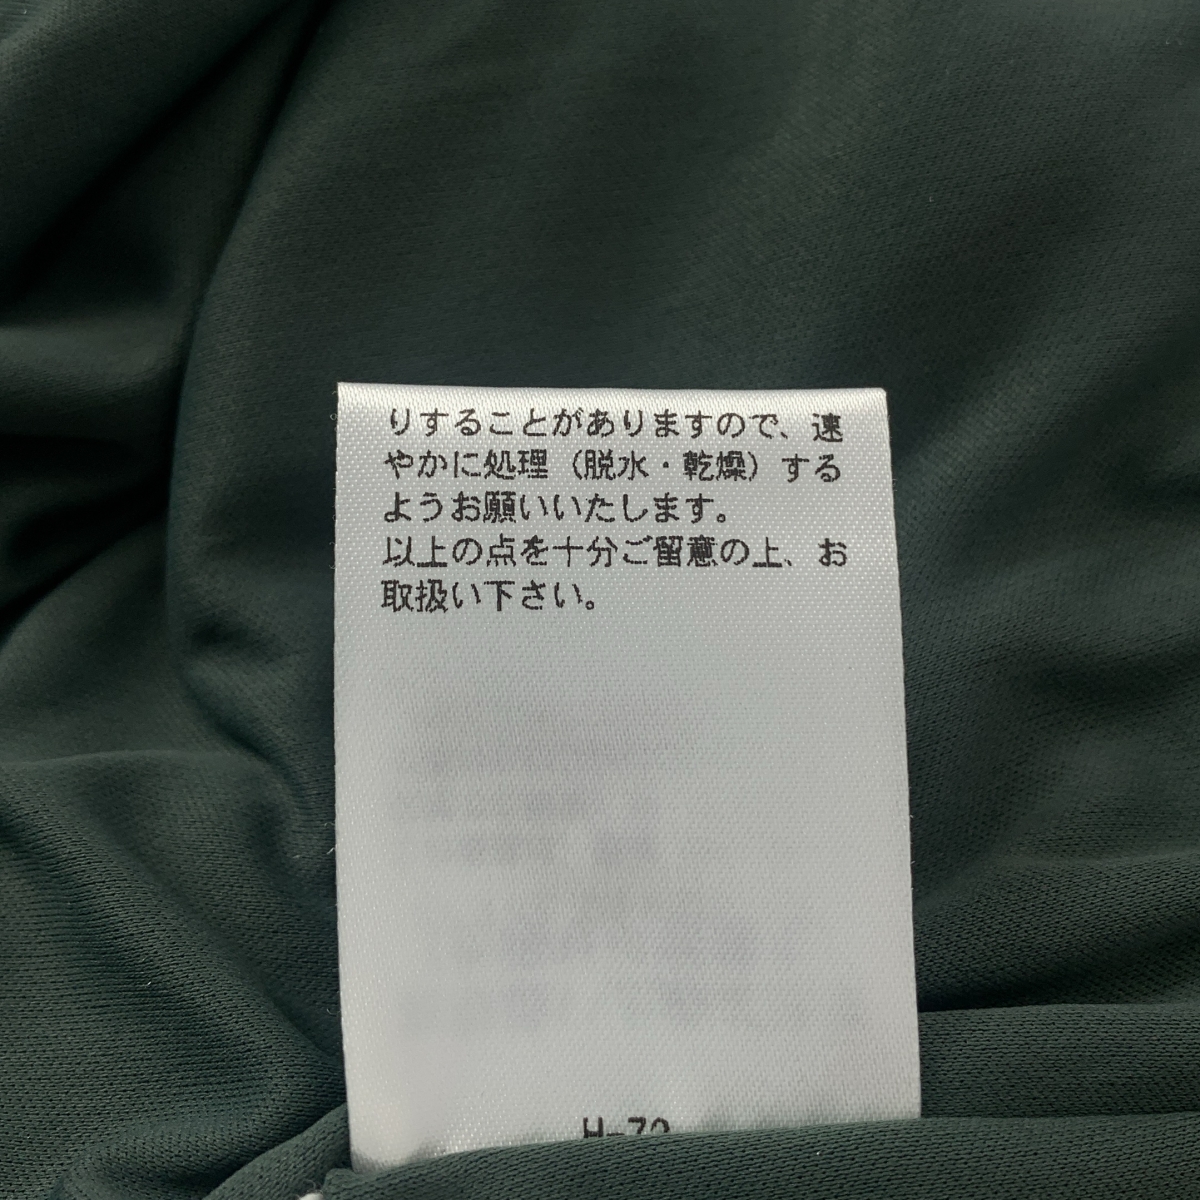 りすることがありますので、速
やかに処理（脱水・乾燥）する
ようお願いいたします。
以上の点を十分ご留意の上、お
取扱い下さい。
H-72